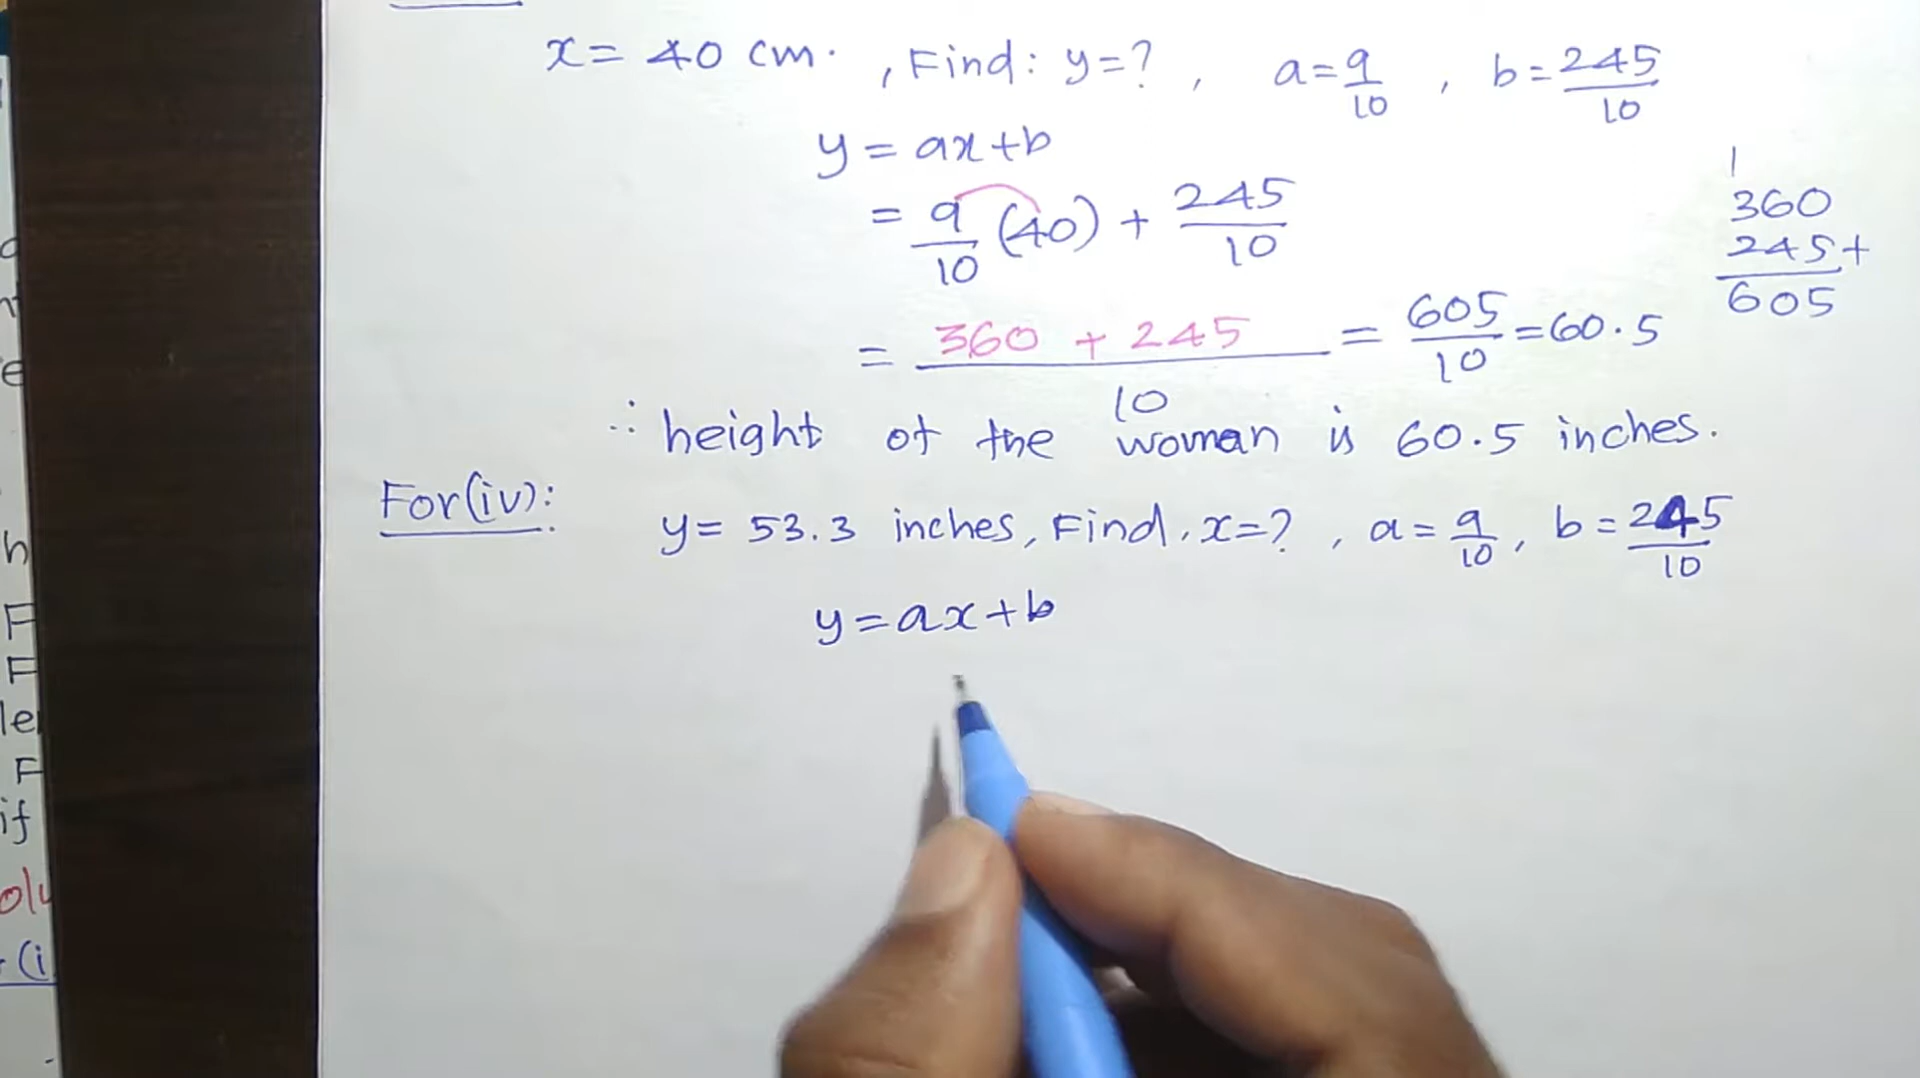 x = 40 cm. , Find: y=? , a = 9/10 , b = 245/10
y = ax+b
= 9/10 (40) + 245/10
1
360
245+
605
= 360 + 245/10 = 605/10 = 60.5
∴ height of the woman is 60.5 inches.
For(iv):
y = 53.3 inches, Find, x=? , a = 9/10, b = 245/10
y = ax+b
F
F
F
if
(i